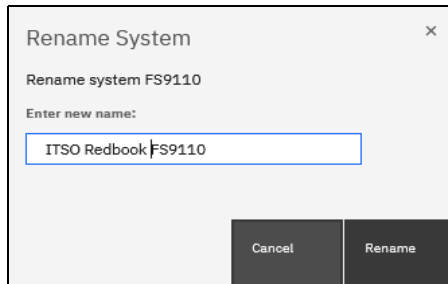 Rename System
Rename system FS9110
Enter new name:
ITSO Redbook FS9110
Cancel Rename